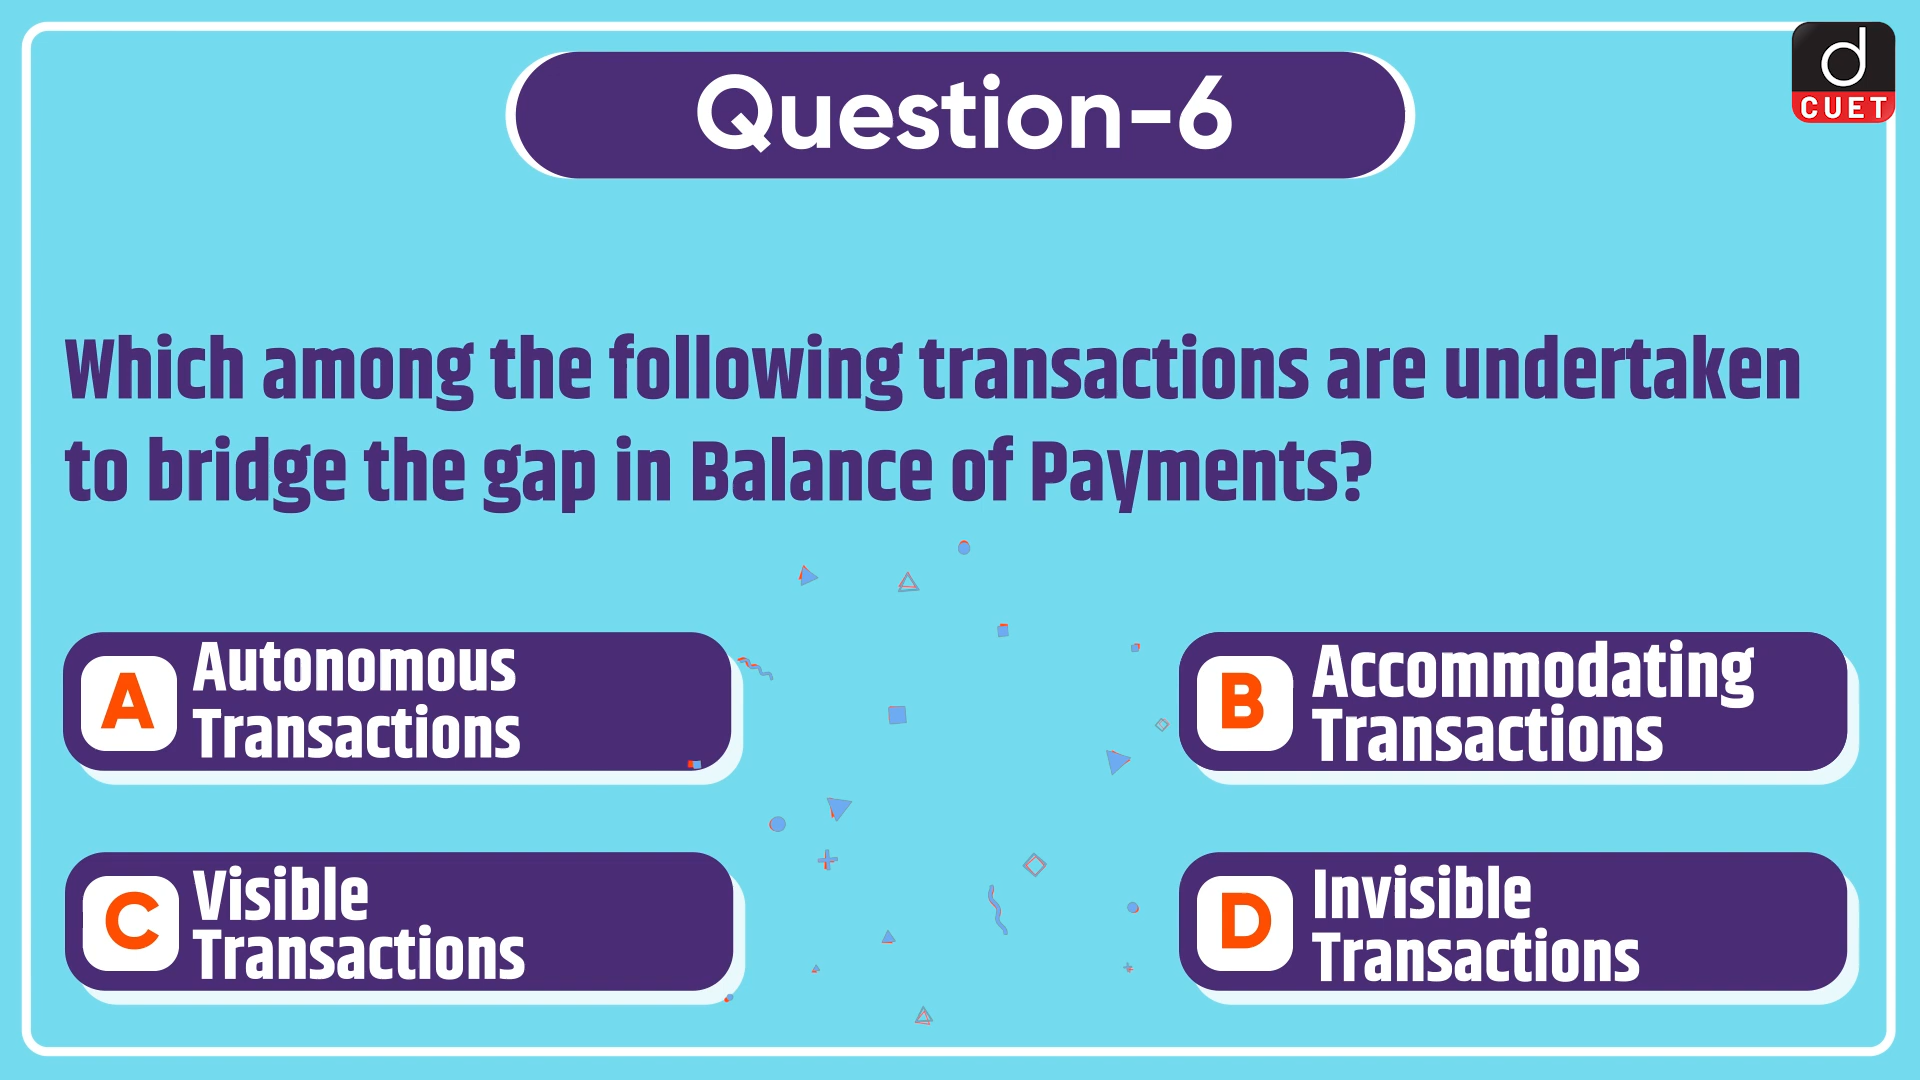 d
CUET
Question-6
Which among the following transactions are undertaken
to bridge the gap in Balance of Payments?
A
Autonomous
Transactions
B
Accommodating
Transactions
C
Visible
Transactions
D
Invisible
Transactions